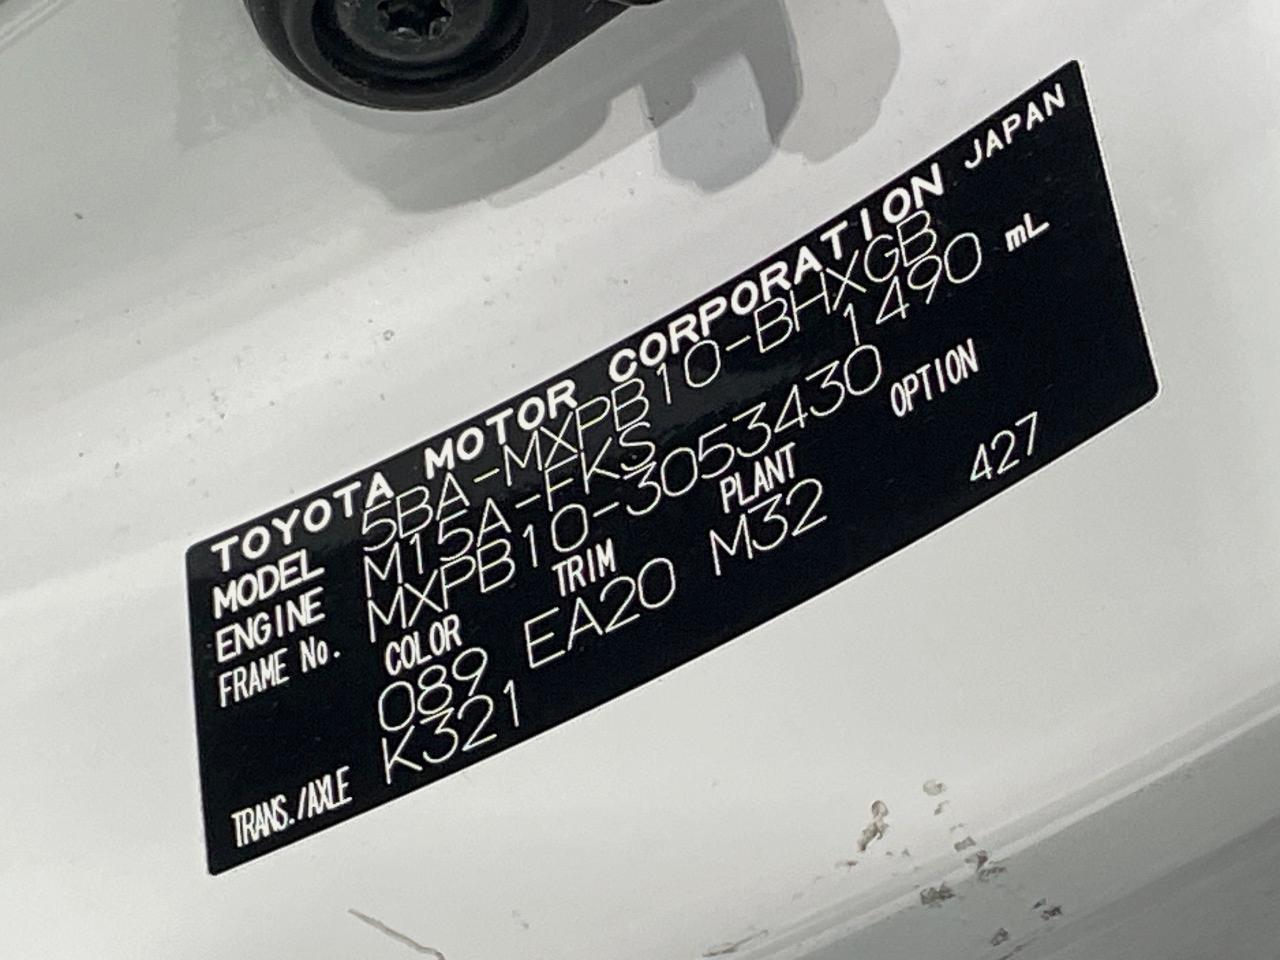 TOYOTA MOTOR CORPORATION JAPAN
MODEL 5BA-MXPB10-BHXGB
ENGINE M15A-FKS 1490 mL
FRAME No. MXPB10-3053430
COLOR TRIM PLANT OPTION
089 EA20 M32 427
TRANS./AXLE K321